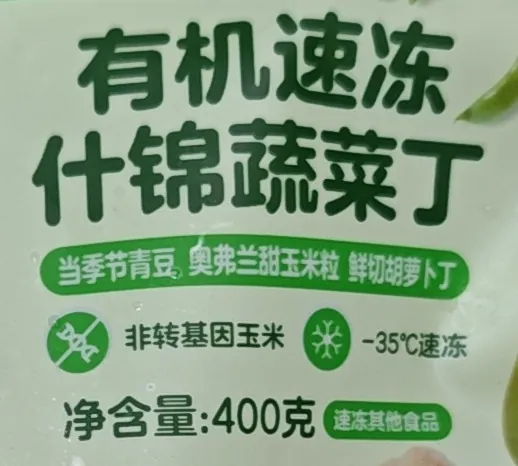 有机速冻
什锦蔬菜丁
当季节青豆 奥弗兰甜玉米粒 鲜切胡萝卜丁
非转基因玉米 -35℃速冻
净含量:400克 速冻其他食品